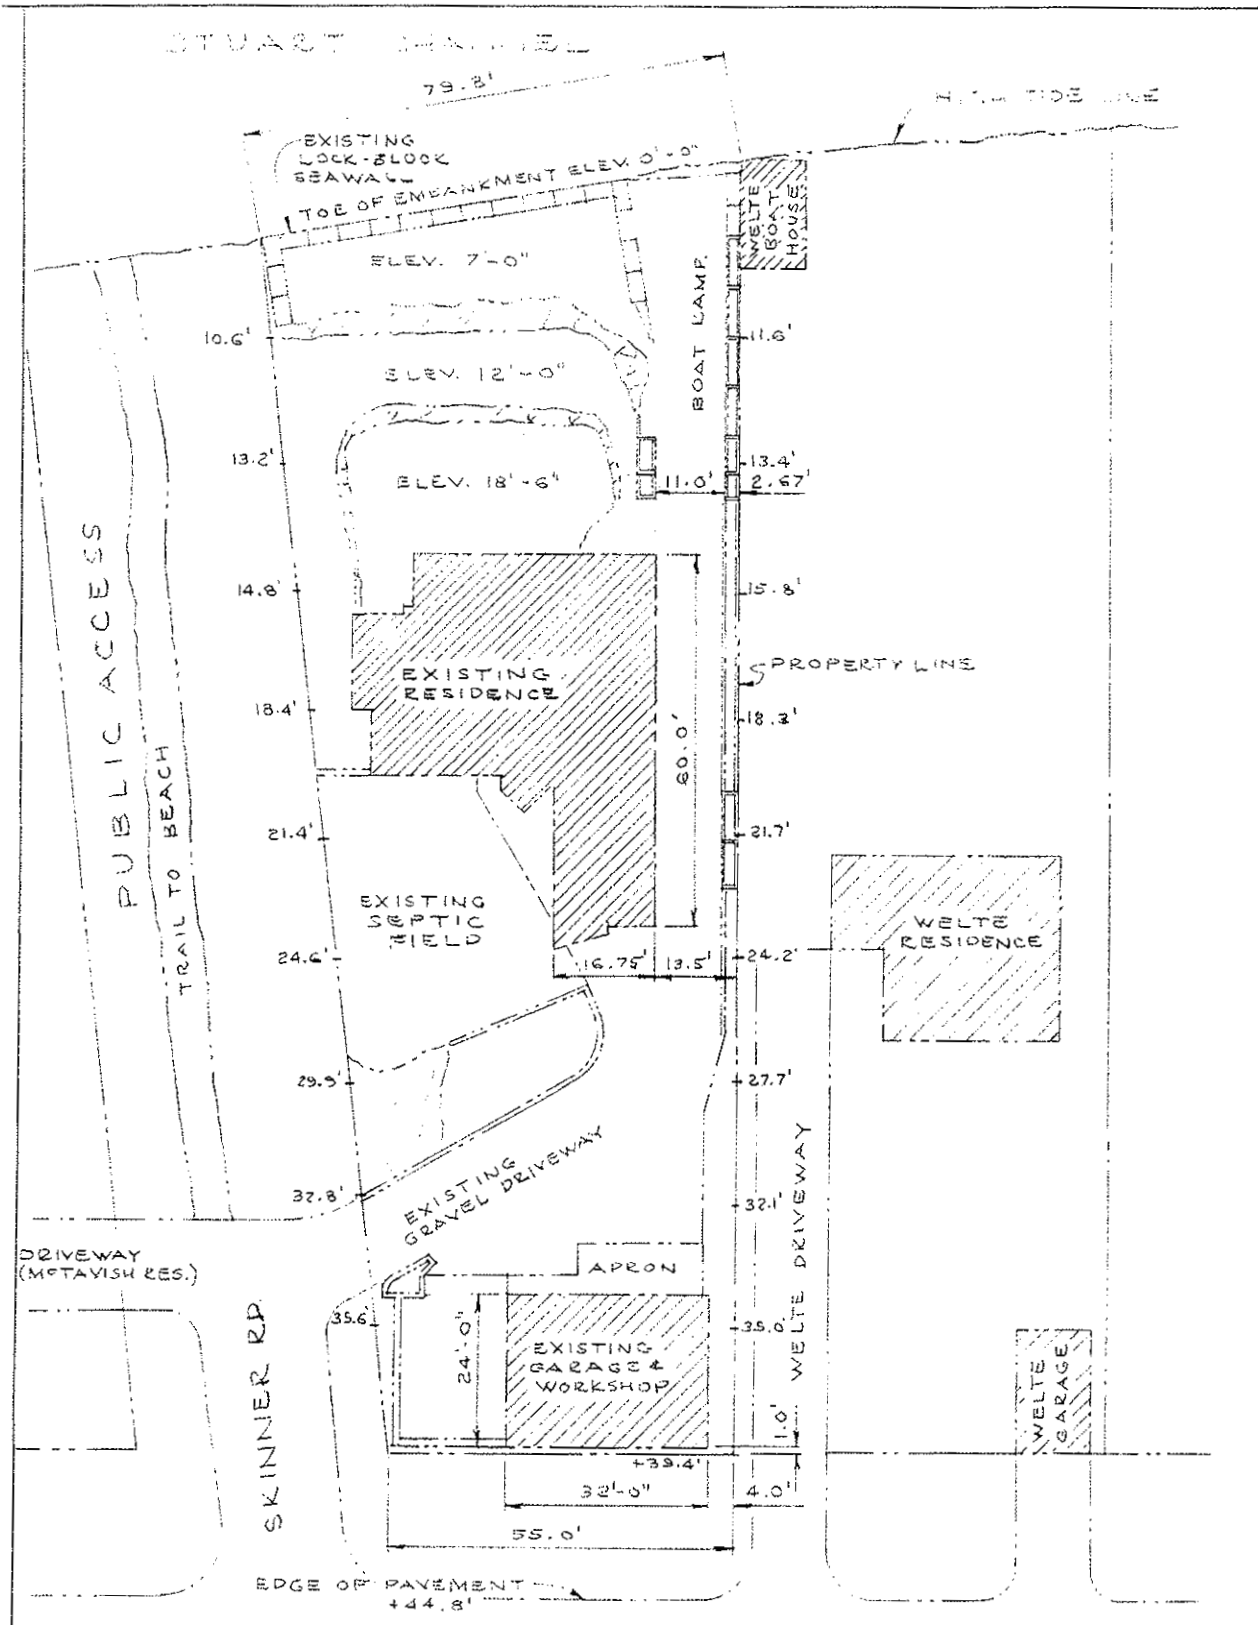 STUART CHANNEL
79.8'
HIGH TIDE LINE
EXISTING
LOCK-BLOCK
SEAWALL
TOE OF EMBANKMENT ELEV. 0'-0"
WELTE
BOAT
HOUSE
ELEV. 7'-0"
BOAT RAMP
10.6'
11.6'
ELEV. 12'-0"
13.2'
13.4'
ELEV. 18'-6"
11.0'
2.67'
14.8'
15.8'
PUBLIC ACCESS
TRAIL TO BEACH
EXISTING
RESIDENCE
PROPERTY LINE
18.4'
18.3'
60.0'
21.4'
21.7'
EXISTING
SEPTIC
FIELD
WELTE
RESIDENCE
24.6'
16.75'
13.5'
24.2'
29.9'
27.7'
EXISTING
GRAVEL DRIVEWAY
WELTE DRIVEWAY
32.8'
32.1'
DRIVEWAY
(McTAVISH RES.)
APRON
SKINNER RD.
35.6'
24'-0"
EXISTING
GARAGE &
WORKSHOP
35.0'
WELTE
GARAGE
1.0'
+39.4'
32'-0"
4.0'
55.0'
EDGE OF PAVEMENT
+44.8'